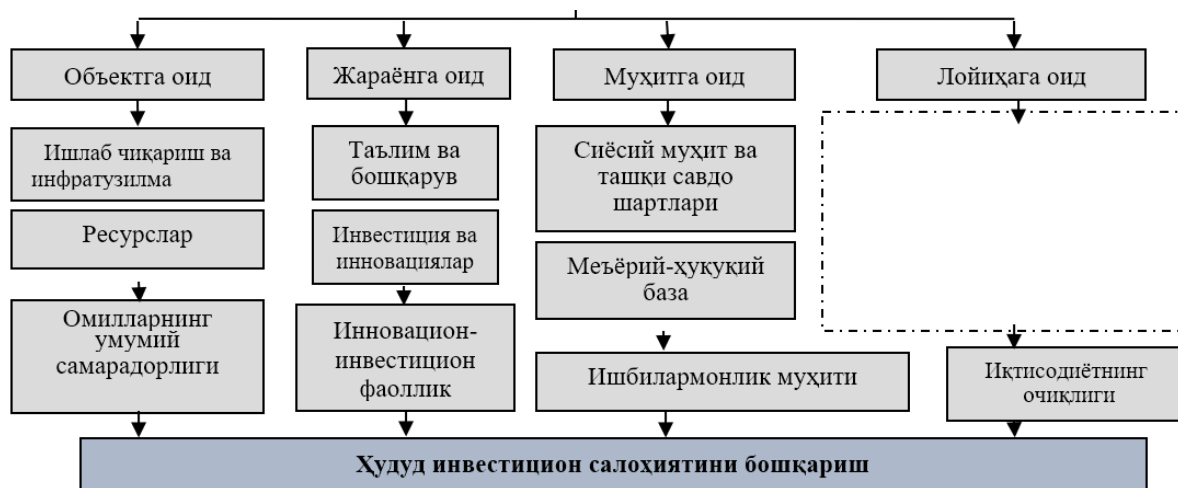 Объектга оид
Жараёнга оид
Муҳитга оид
Лойиҳага оид
Ишлаб чиқариш ва
инфратузилма
Таълим ва
бошқарув
Сиёсий муҳит ва
ташқи савдо
шартлари
Ресурслар
Инвестиция ва
инновациялар
Меъёрий-ҳуқуқий
база
Омилларнинг
умумий
самарадорлиги
Инновацион-
инвестицион
фаоллик
Ишбилармонлик муҳити
Иқтисодиётнинг
очиқлиги
Ҳудуд инвестицион салоҳиятини бошқариш